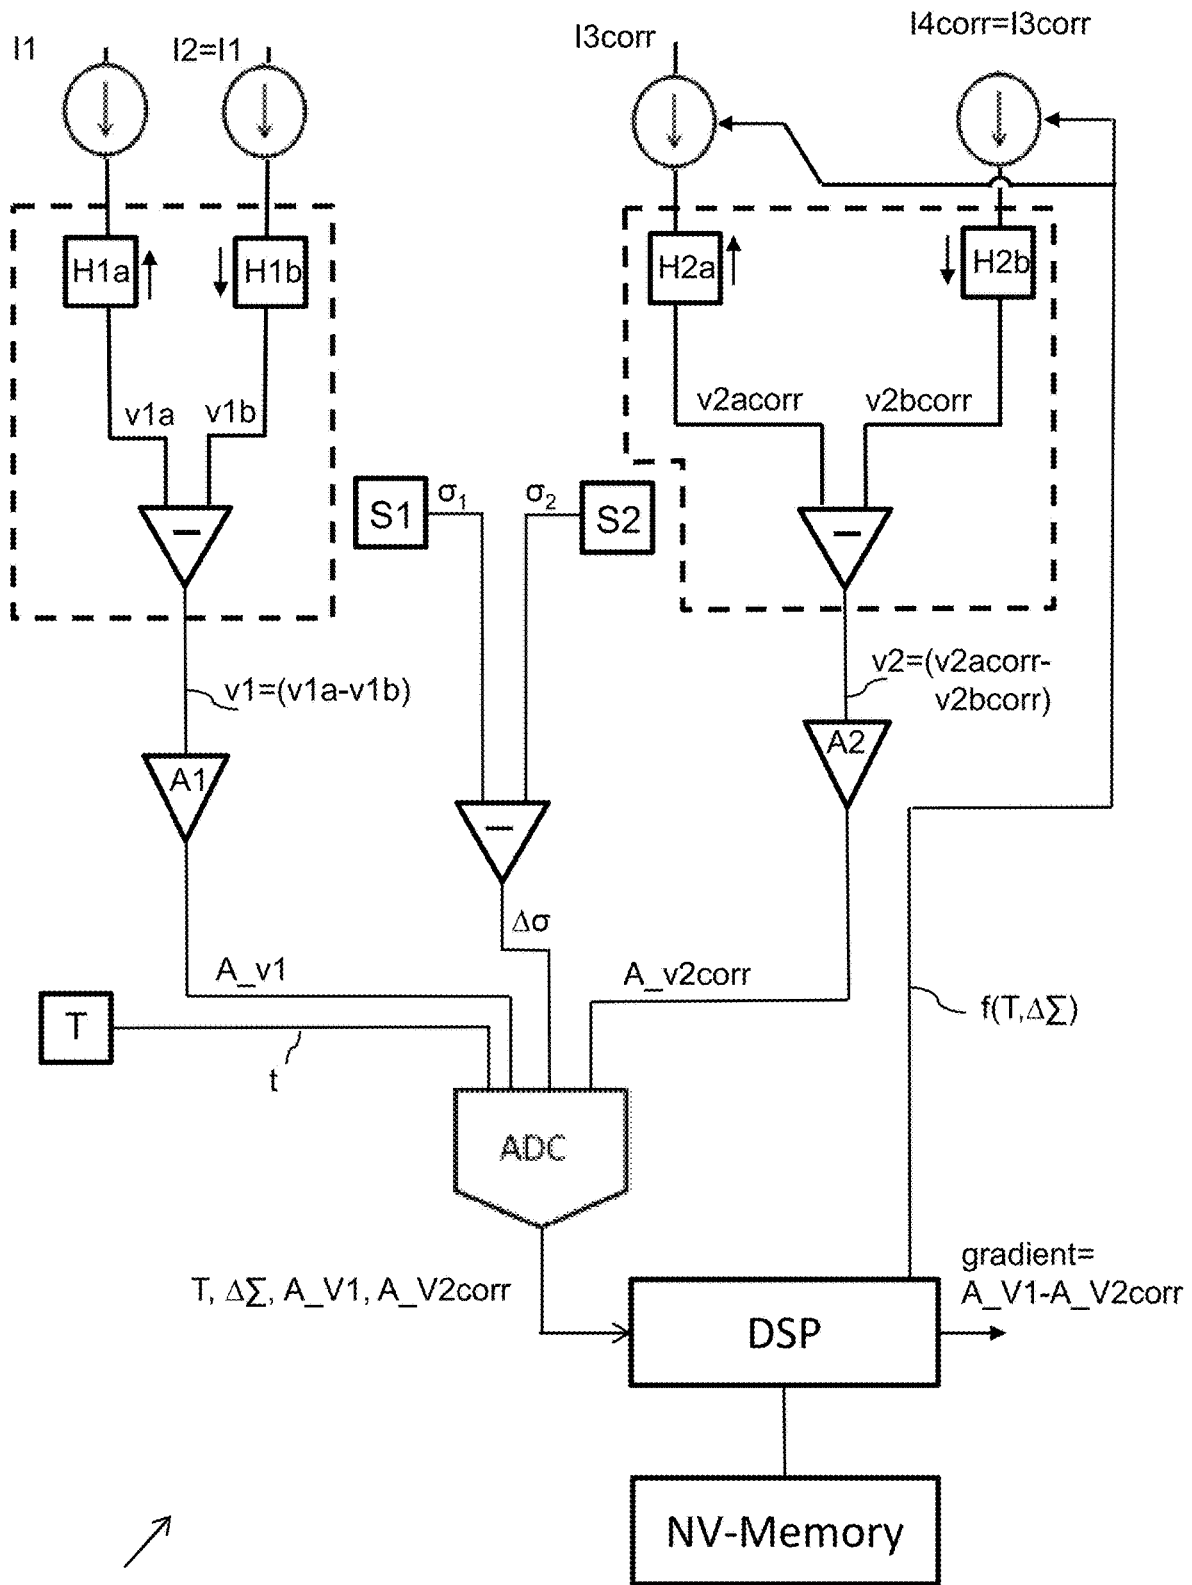 I1
I2=I1
I3corr
I4corr=I3corr
H1a
H1b
H2a
H2b
v1a
v1b
v2acorr
v2bcorr
S1
σ1
σ2
S2
v1=(v1a-v1b)
v2=(v2acorr-
v2bcorr)
A1
A2
Δσ
A_v1
A_v2corr
T
t
f(T,Δ∑)
ADC
T, Δ∑, A_V1, A_V2corr
gradient=
A_V1-A_V2corr
DSP
NV-Memory